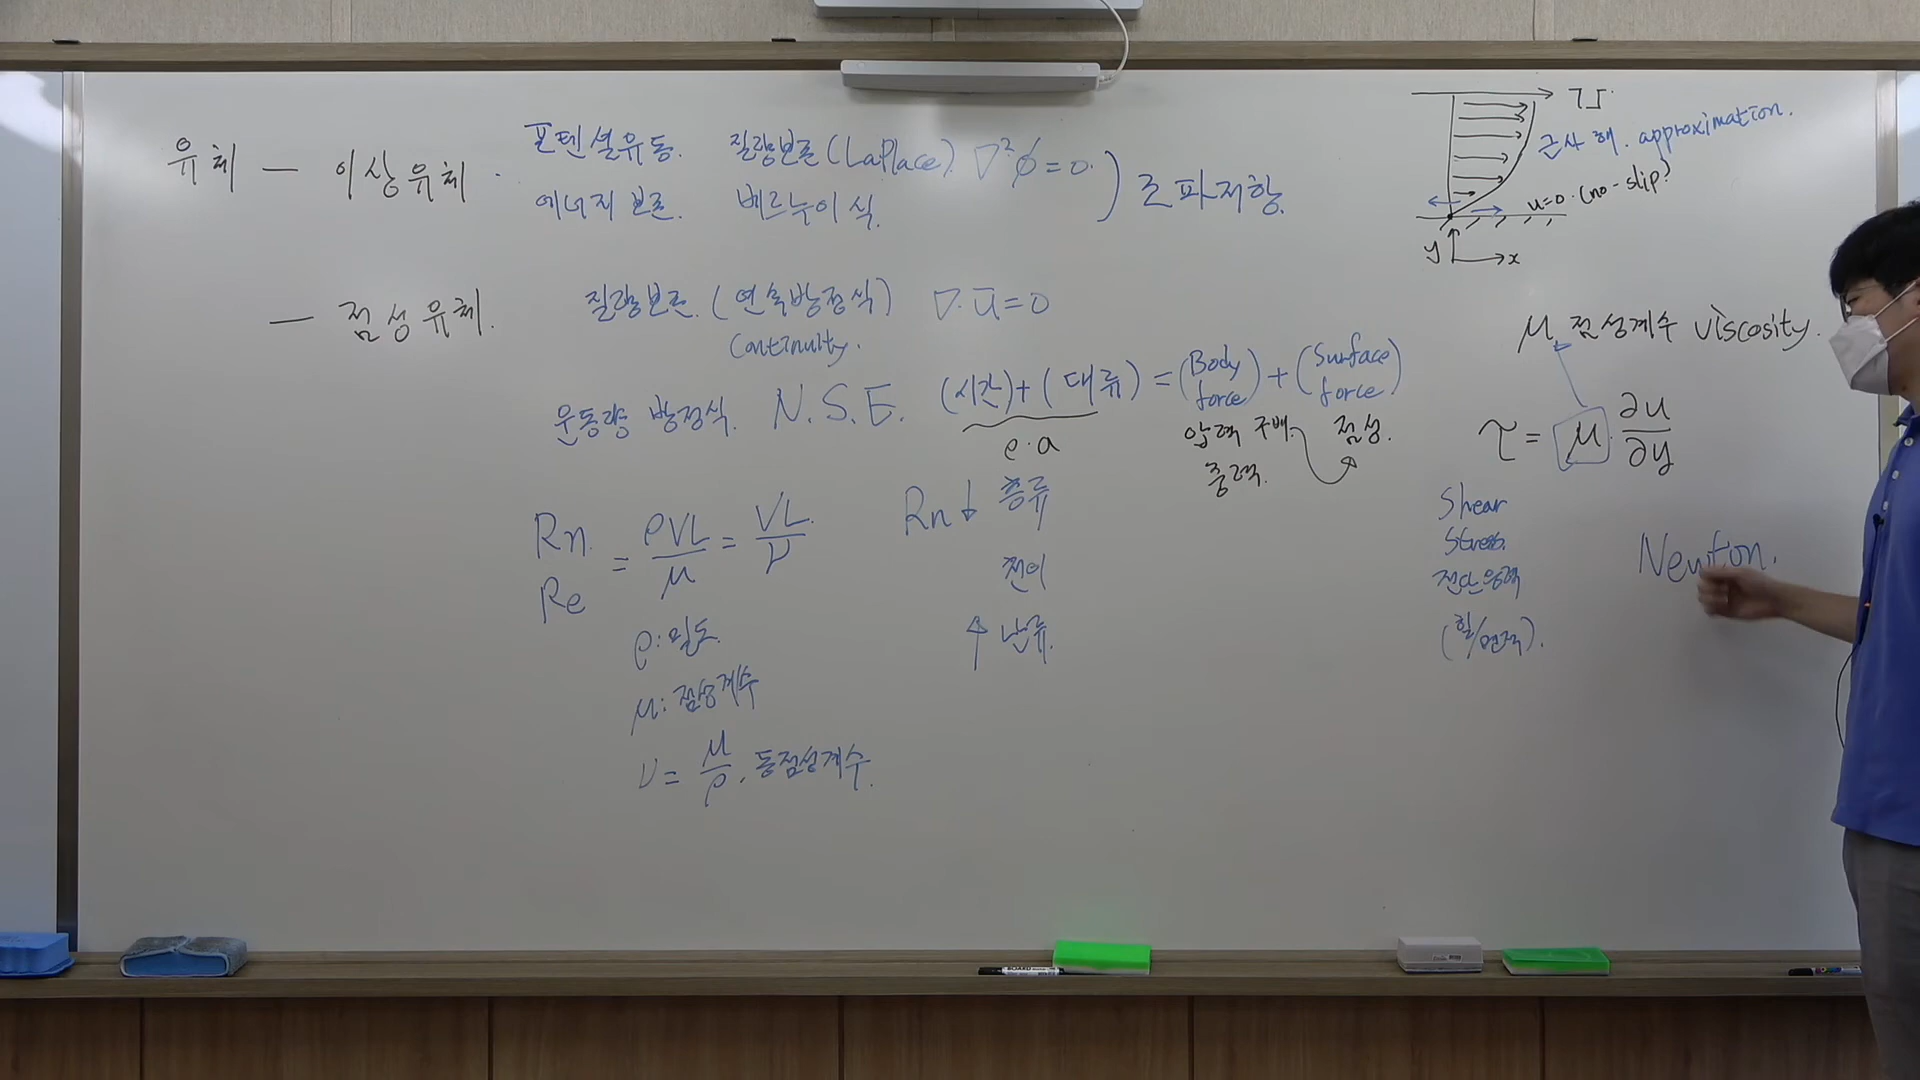 유체 — 이상유체.
포텐셜유동. 질량보존 (LaPlace). ∇²φ=0.
에너지 보존. 베르누이 식.
) 조파저항.
— 점성유체.
질량보존. (연속방정식) ∇·ū=0
Continuity.
운동량 방정식. N.S.E. (시간)+(대류) = (Body force) + (Surface force)
ρ·a
압력 구배. 점성.
중력.
Rn.
Re
= ρVL/μ = VL/ν
ρ: 밀도.
μ: 점성계수
ν = μ/ρ. 동점성계수.
Rn↓ 층류
천이
↑ 난류.
근사 해. approximation.
u=0. (no-slip)
y
x
μ 점성계수 viscosity.
τ = μ ∂u/∂y
Shear
Stress.
전단응력
(힘/면적).
Newton.
BOARD